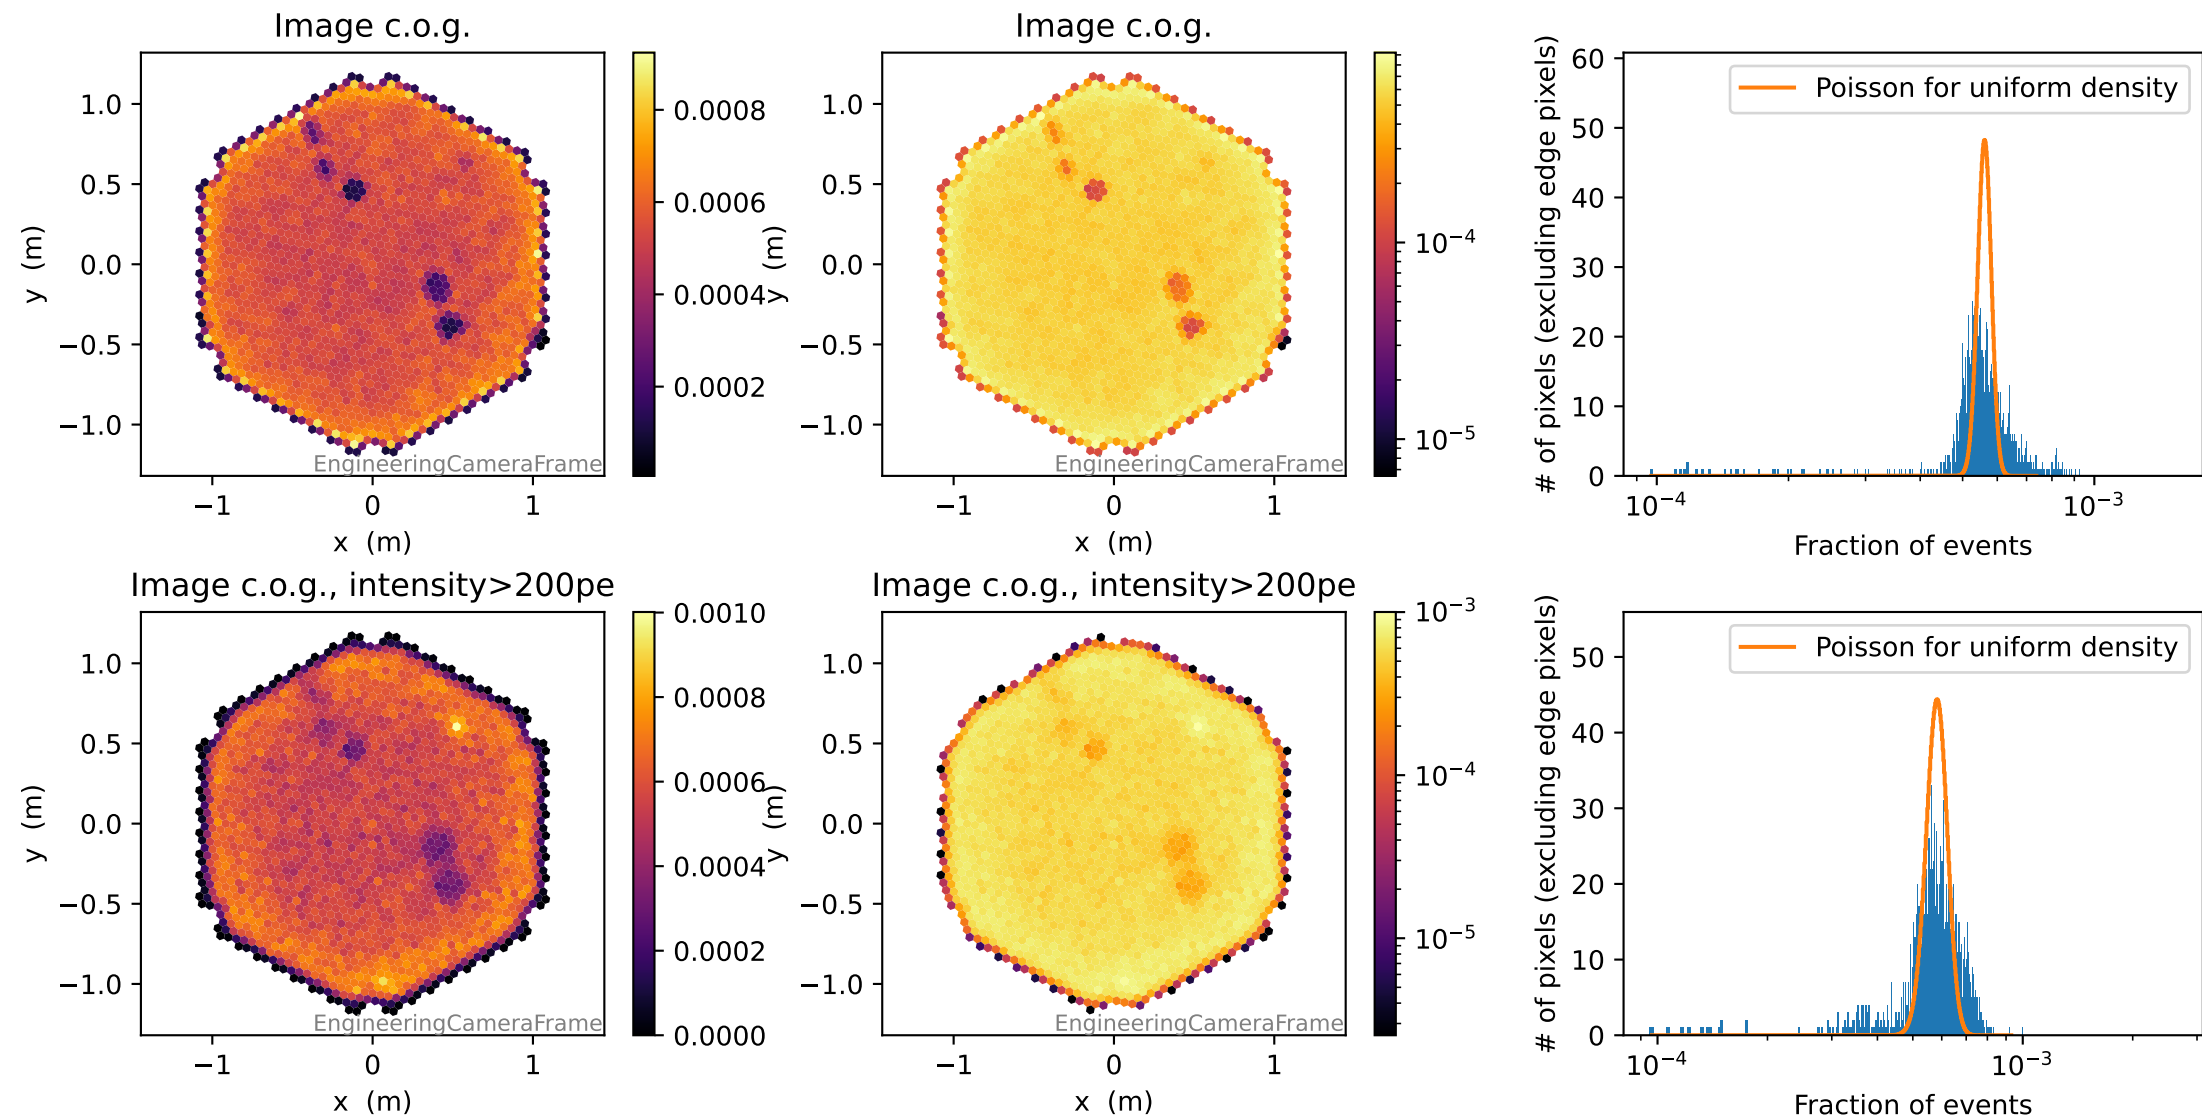 Image c.o.g.
1.0
0.5
0.0
−0.5
−1.0
y (m)
−1 0 1
x (m)
EngineeringCameraFrame
0.0008
0.0006
0.0004
0.0002
Image c.o.g.
1.0
0.5
0.0
−0.5
−1.0
y (m)
−1 0 1
x (m)
EngineeringCameraFrame
10⁻⁴
10⁻⁵
60
50
40
30
20
10
0
# of pixels (excluding edge pixels)
Poisson for uniform density
10⁻⁴ 10⁻³
Fraction of events
Image c.o.g., intensity>200pe
1.0
0.5
0.0
−0.5
−1.0
y (m)
−1 0 1
x (m)
EngineeringCameraFrame
0.0010
0.0008
0.0006
0.0004
0.0002
0.0000
Image c.o.g., intensity>200pe
1.0
0.5
0.0
−0.5
−1.0
y (m)
−1 0 1
x (m)
EngineeringCameraFrame
10⁻³
10⁻⁴
10⁻⁵
50
40
30
20
10
0
# of pixels (excluding edge pixels)
Poisson for uniform density
10⁻⁴ 10⁻³
Fraction of events